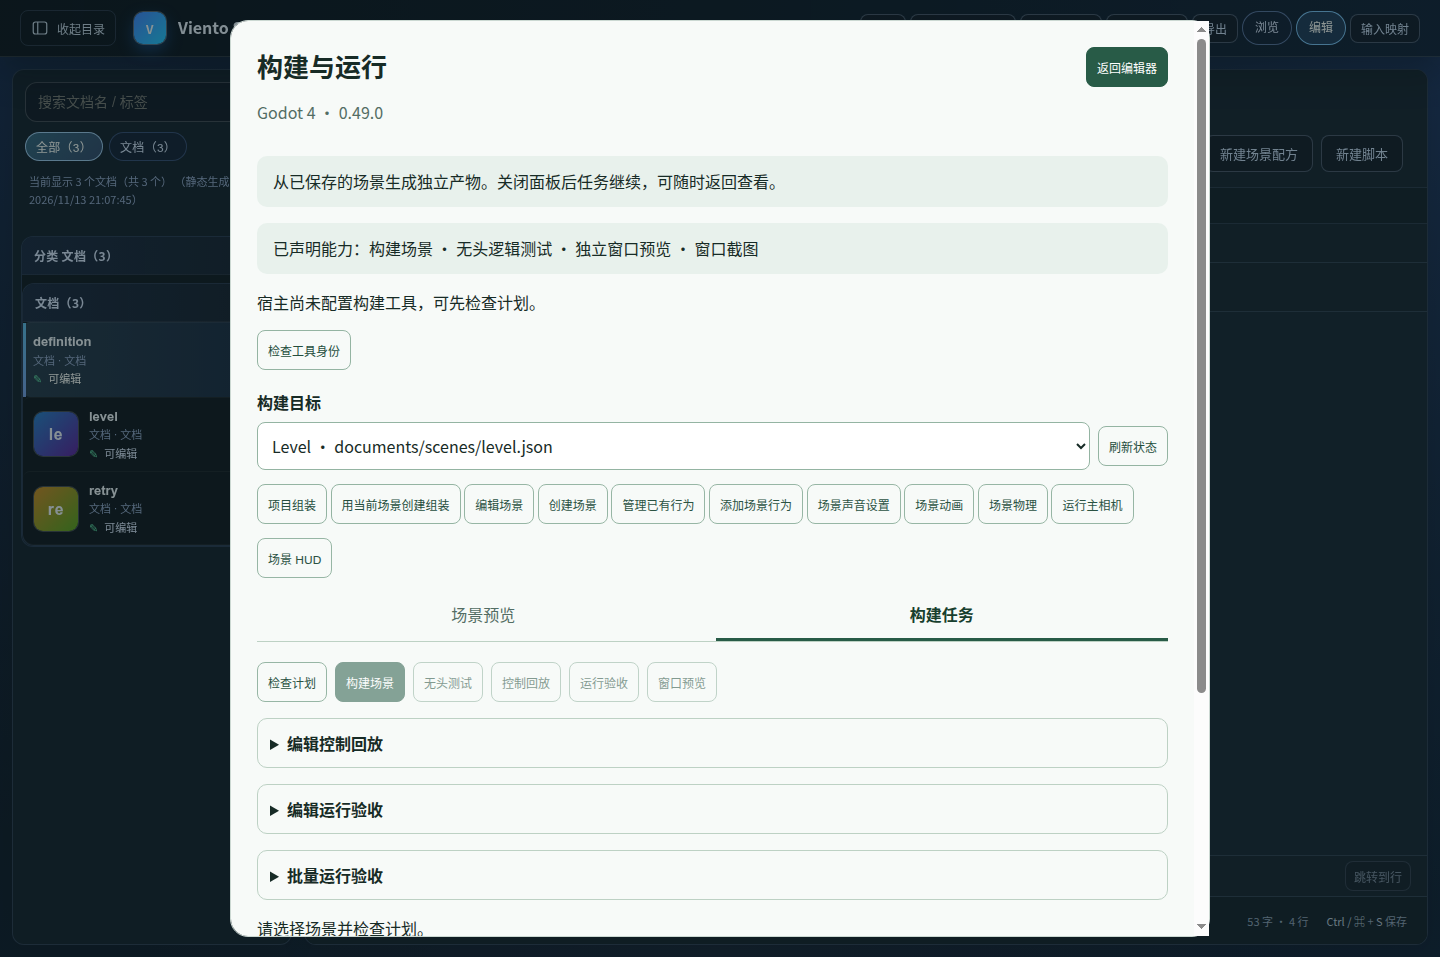 收起目录
V
Viento
导出
浏览
编辑
输入映射
搜索文档名 / 标签
全部（3）
文档（3）
当前显示 3 个文档（共 3 个） （静态生成
2026/11/13 21:07:45）
分类 文档（3）
文档（3）
definition
文档 · 文档
✎ 可编辑
le
level
文档 · 文档
✎ 可编辑
re
retry
文档 · 文档
✎ 可编辑
构建与运行
返回编辑器
Godot 4 · 0.49.0
从已保存的场景生成独立产物。关闭面板后任务继续，可随时返回查看。
已声明能力：构建场景 · 无头逻辑测试 · 独立窗口预览 · 窗口截图
宿主尚未配置构建工具，可先检查计划。
检查工具身份
构建目标
Level · documents/scenes/level.json
刷新状态
项目组装
用当前场景创建组装
编辑场景
创建场景
管理已有行为
添加场景行为
场景声音设置
场景动画
场景物理
运行主相机
场景 HUD
场景预览
构建任务
检查计划
构建场景
无头测试
控制回放
运行验收
窗口预览
▶ 编辑控制回放
▶ 编辑运行验收
▶ 批量运行验收
请选择场景并检查计划。
新建场景配方
新建脚本
跳转到行
53 字 · 4 行
Ctrl / ⌘ + S 保存